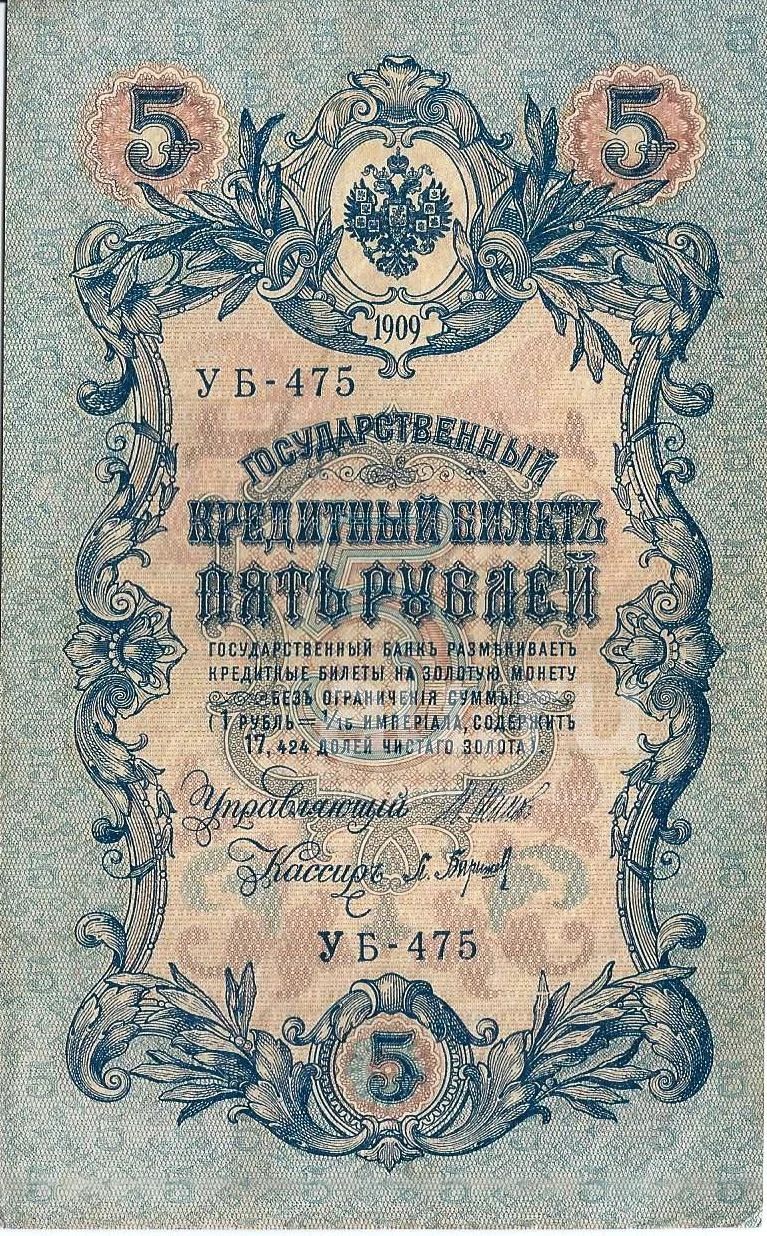 5 5
1909
УБ-475
ГОСУДАРСТВЕННЫЙ
КРЕДИТНЫЙ БИЛЕТЪ
ПЯТЬ РУБЛЕЙ
ГОСУДАРСТВЕННЫЙ БАНКЪ РАЗМѢНИВАЕТЪ
КРЕДИТНЫЕ БИЛЕТЫ НА ЗОЛОТУЮ МОНЕТУ
БЕЗЪ ОГРАНИЧЕНІЯ СУММЫ
(1 РУБЛЬ = 1/15 ИМПЕРІАЛА, СОДЕРЖИТЪ
17,424 ДОЛЕЙ ЧИСТАГО ЗОЛОТА).
Управляющій
Кассиръ
УБ-475
5